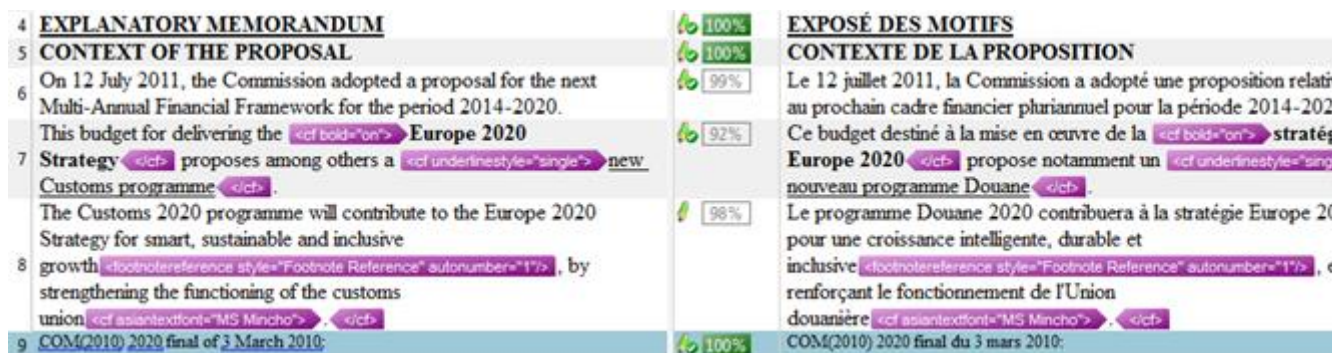 4 EXPLANATORY MEMORANDUM 100% EXPOSÉ DES MOTIFS
5 CONTEXT OF THE PROPOSAL 100% CONTEXTE DE LA PROPOSITION
On 12 July 2011, the Commission adopted a proposal for the next 99% Le 12 juillet 2011, la Commission a adopté une proposition
6 Multi-Annual Financial Framework for the period 2014-2020. au prochain cadre financier pluriannuel pour la période
This budget for delivering the <cf bold="on"> Europe 2020 92% Ce budget destiné à la mise en œuvre de la <cf bold="on">
7 Strategy </cf> proposes among others a <cf underlinestyle="single"> new Europe 2020 </cf> propose notamment un
Customs programme </cf> . nouveau programme Douane </cf> .
The Customs 2020 programme will contribute to the Europe 2020 98% Le programme Douane 2020 contribuera à la stratégie Europe
Strategy for smart, sustainable and inclusive pour une croissance intelligente, durable et
8 growth <footnotereference style="Footnote Reference" autonumber="1"/> , by inclusive <footnotereference style="Footnote Reference" autonumber="1"/> ,
strengthening the functioning of the customs renforçant le fonctionnement de l'Union
union <cf asiantextfont="MS Mincho"> . </cf> douanière <cf asiantextfont="MS Mincho"> . </cf>
9 COM(2010) 2020 final of 3 March 2010: 100% COM(2010) 2020 final du 3 mars 2010: